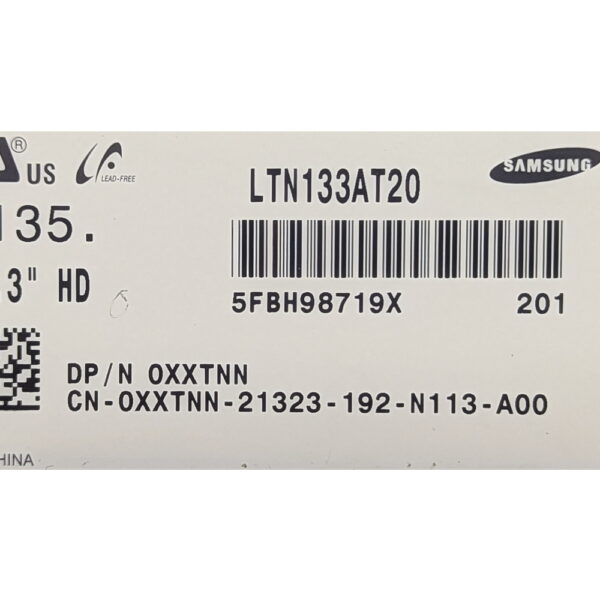 ® US LEAD-FREE
LTN133AT20
SAMSUNG
135.
3" HD
5FBH98719X 201
DP/N 0XXTNN
CN-0XXTNN-21323-192-N113-A00
HINA